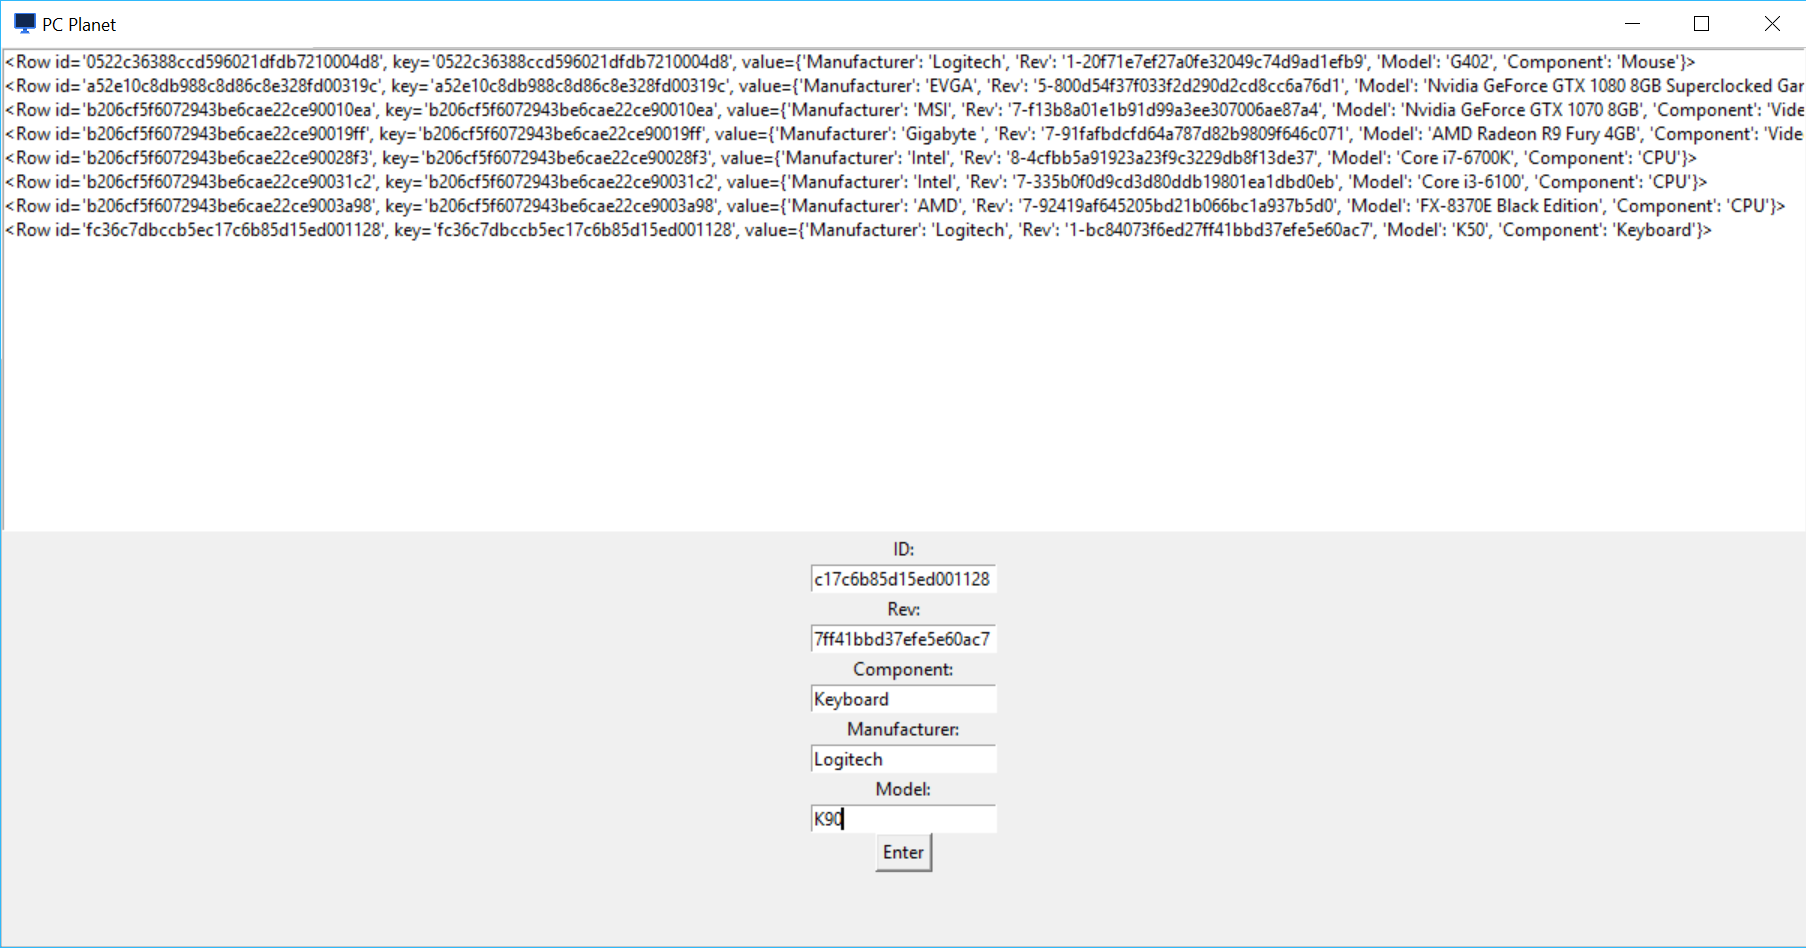 PC Planet
<Row id='0522c36388ccd596021dfdb7210004d8', key='0522c36388ccd596021dfdb7210004d8', value={'Manufacturer': 'Logitech', 'Rev': '1-20f71e7ef27a0fe32049c74d9ad1efb9', 'Model': 'G402', 'Component': 'Mouse'}>
<Row id='a52e10c8db988c8d86c8e328fd00319c', key='a52e10c8db988c8d86c8e328fd00319c', value={'Manufacturer': 'EVGA', 'Rev': '5-800d54f37f033f2d290d2cd8cc6a76d1', 'Model': 'Nvidia GeForce GTX 1080 8GB Superclocked Gar
<Row id='b206cf5f6072943be6cae22ce90010ea', key='b206cf5f6072943be6cae22ce90010ea', value={'Manufacturer': 'MSI', 'Rev': '7-f13b8a01e1b91d99a3ee307006ae87a4', 'Model': 'Nvidia GeForce GTX 1070 8GB', 'Component': 'Vide
<Row id='b206cf5f6072943be6cae22ce90019ff', key='b206cf5f6072943be6cae22ce90019ff', value={'Manufacturer': 'Gigabyte ', 'Rev': '7-91fafbdcfd64a787d82b9809f646c071', 'Model': 'AMD Radeon R9 Fury 4GB', 'Component': 'Vide
<Row id='b206cf5f6072943be6cae22ce90028f3', key='b206cf5f6072943be6cae22ce90028f3', value={'Manufacturer': 'Intel', 'Rev': '8-4cfbb5a91923a23f9c3229db8f13de37', 'Model': 'Core i7-6700K', 'Component': 'CPU'}>
<Row id='b206cf5f6072943be6cae22ce90031c2', key='b206cf5f6072943be6cae22ce90031c2', value={'Manufacturer': 'Intel', 'Rev': '7-335b0f0d9cd3d80ddb19801ea1dbd0eb', 'Model': 'Core i3-6100', 'Component': 'CPU'}>
<Row id='b206cf5f6072943be6cae22ce9003a98', key='b206cf5f6072943be6cae22ce9003a98', value={'Manufacturer': 'AMD', 'Rev': '7-92419af645205bd21b066bc1a937b5d0', 'Model': 'FX-8370E Black Edition', 'Component': 'CPU'}>
<Row id='fc36c7dbccb5ec17c6b85d15ed001128', key='fc36c7dbccb5ec17c6b85d15ed001128', value={'Manufacturer': 'Logitech', 'Rev': '1-bc84073f6ed27ff41bbd37efe5e60ac7', 'Model': 'K50', 'Component': 'Keyboard'}>
ID:
c17c6b85d15ed001128
Rev:
7ff41bbd37efe5e60ac7
Component:
Keyboard
Manufacturer:
Logitech
Model:
K90
Enter